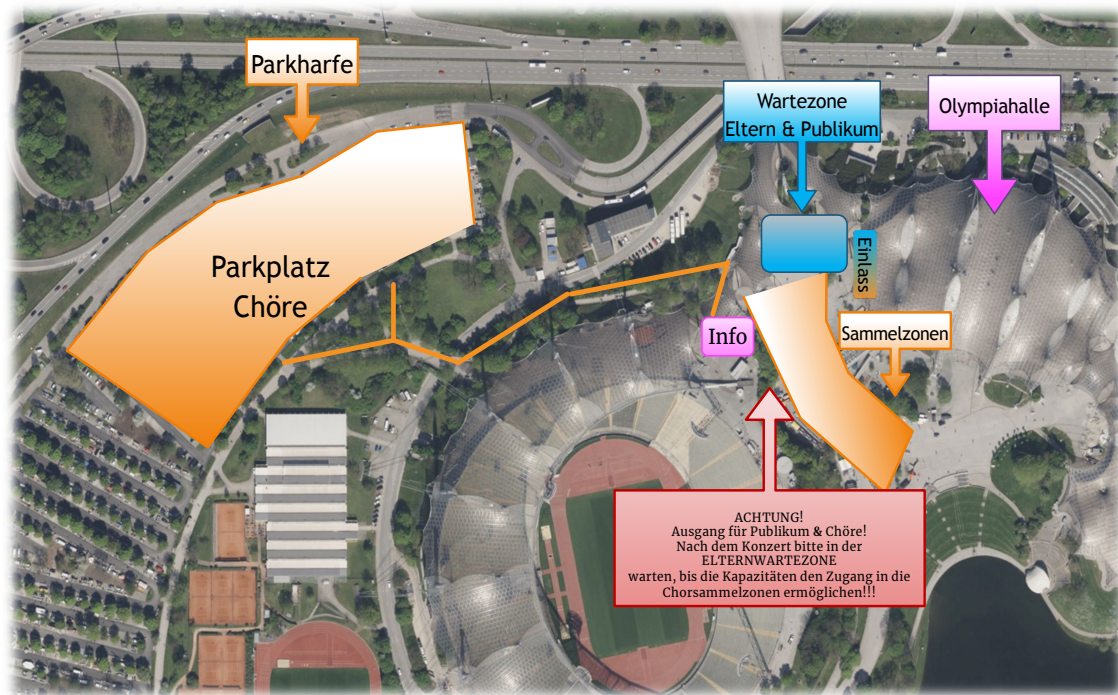 Parkharfe
Wartezone
Eltern & Publikum
Olympiahalle
Parkplatz
Chöre
Einlass
Info
Sammelzonen
ACHTUNG!
Ausgang für Publikum & Chöre!
Nach dem Konzert bitte in der
ELTERNWARTEZONE
warten, bis die Kapazitäten den Zugang in die
Chorsammelzonen ermöglichen!!!